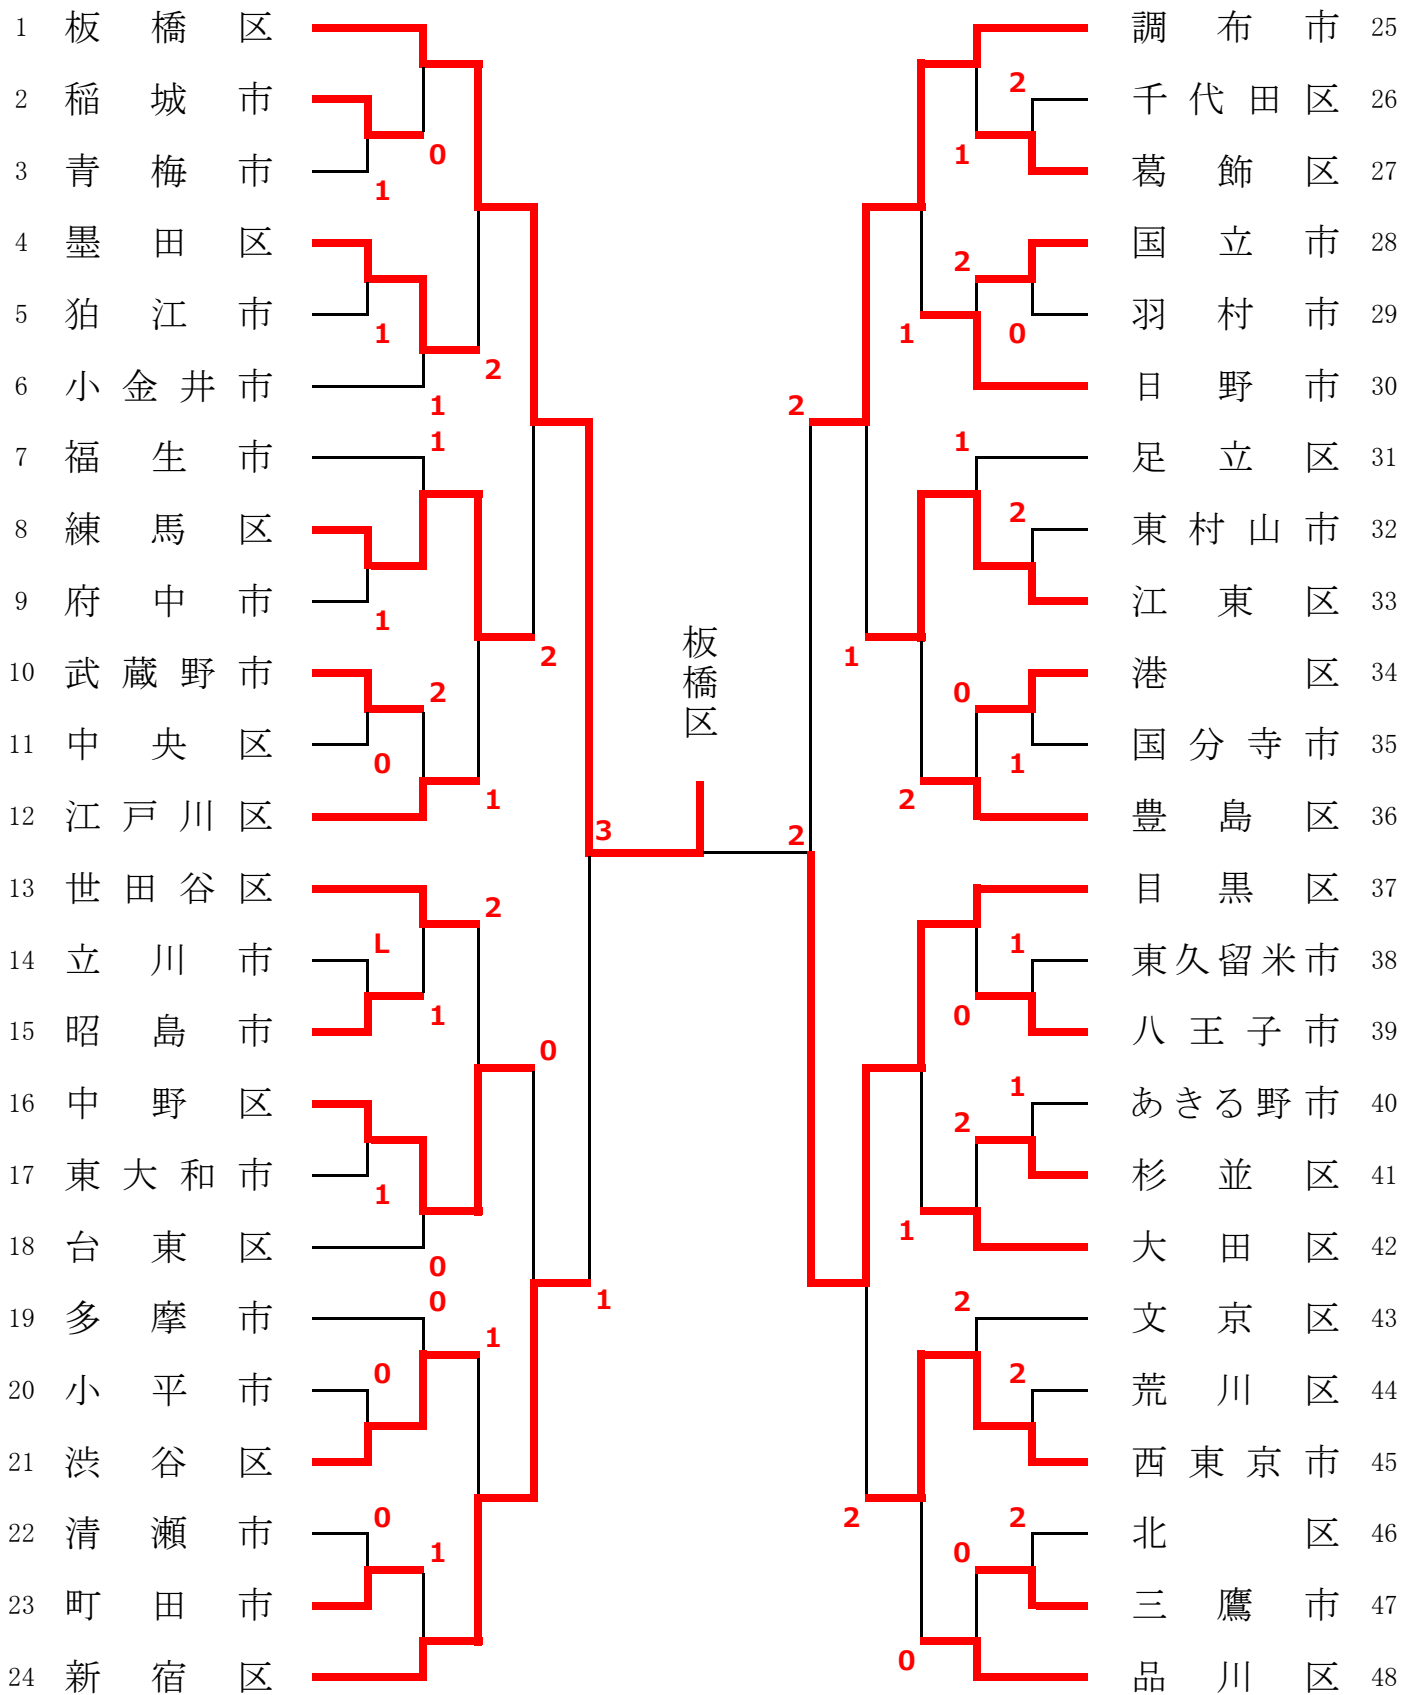 1 板橋区
2 稲城市
0
3 青梅市
1
4 墨田区
5 狛江市
1
2
6 小金井市
1
1
7 福生市
8 練馬区
9 府中市
1
2
10 武蔵野市
2
11 中央区
0
1
12 江戸川区
3
13 世田谷区
2
L
14 立川市
1
15 昭島市
0
16 中野区
17 東大和市
1
18 台東区
0
0
1
19 多摩市
1
0
20 小平市
21 渋谷区
0
22 清瀬市
1
23 町田市
24 新宿区
板橋区
調布市 25
2
千代田区 26
1
葛飾区 27
国立市 28
2
羽村市 29
1
0
日野市 30
2
1
足立区 31
2
東村山市 32
江東区 33
1
港区 34
0
国分寺市 35
1
2
豊島区 36
2
目黒区 37
1
東久留米市 38
0
八王子市 39
1
あきる野市 40
2
杉並区 41
1
大田区 42
2
文京区 43
2
荒川区 44
西東京市 45
2
2
北区 46
0
三鷹市 47
0
品川区 48